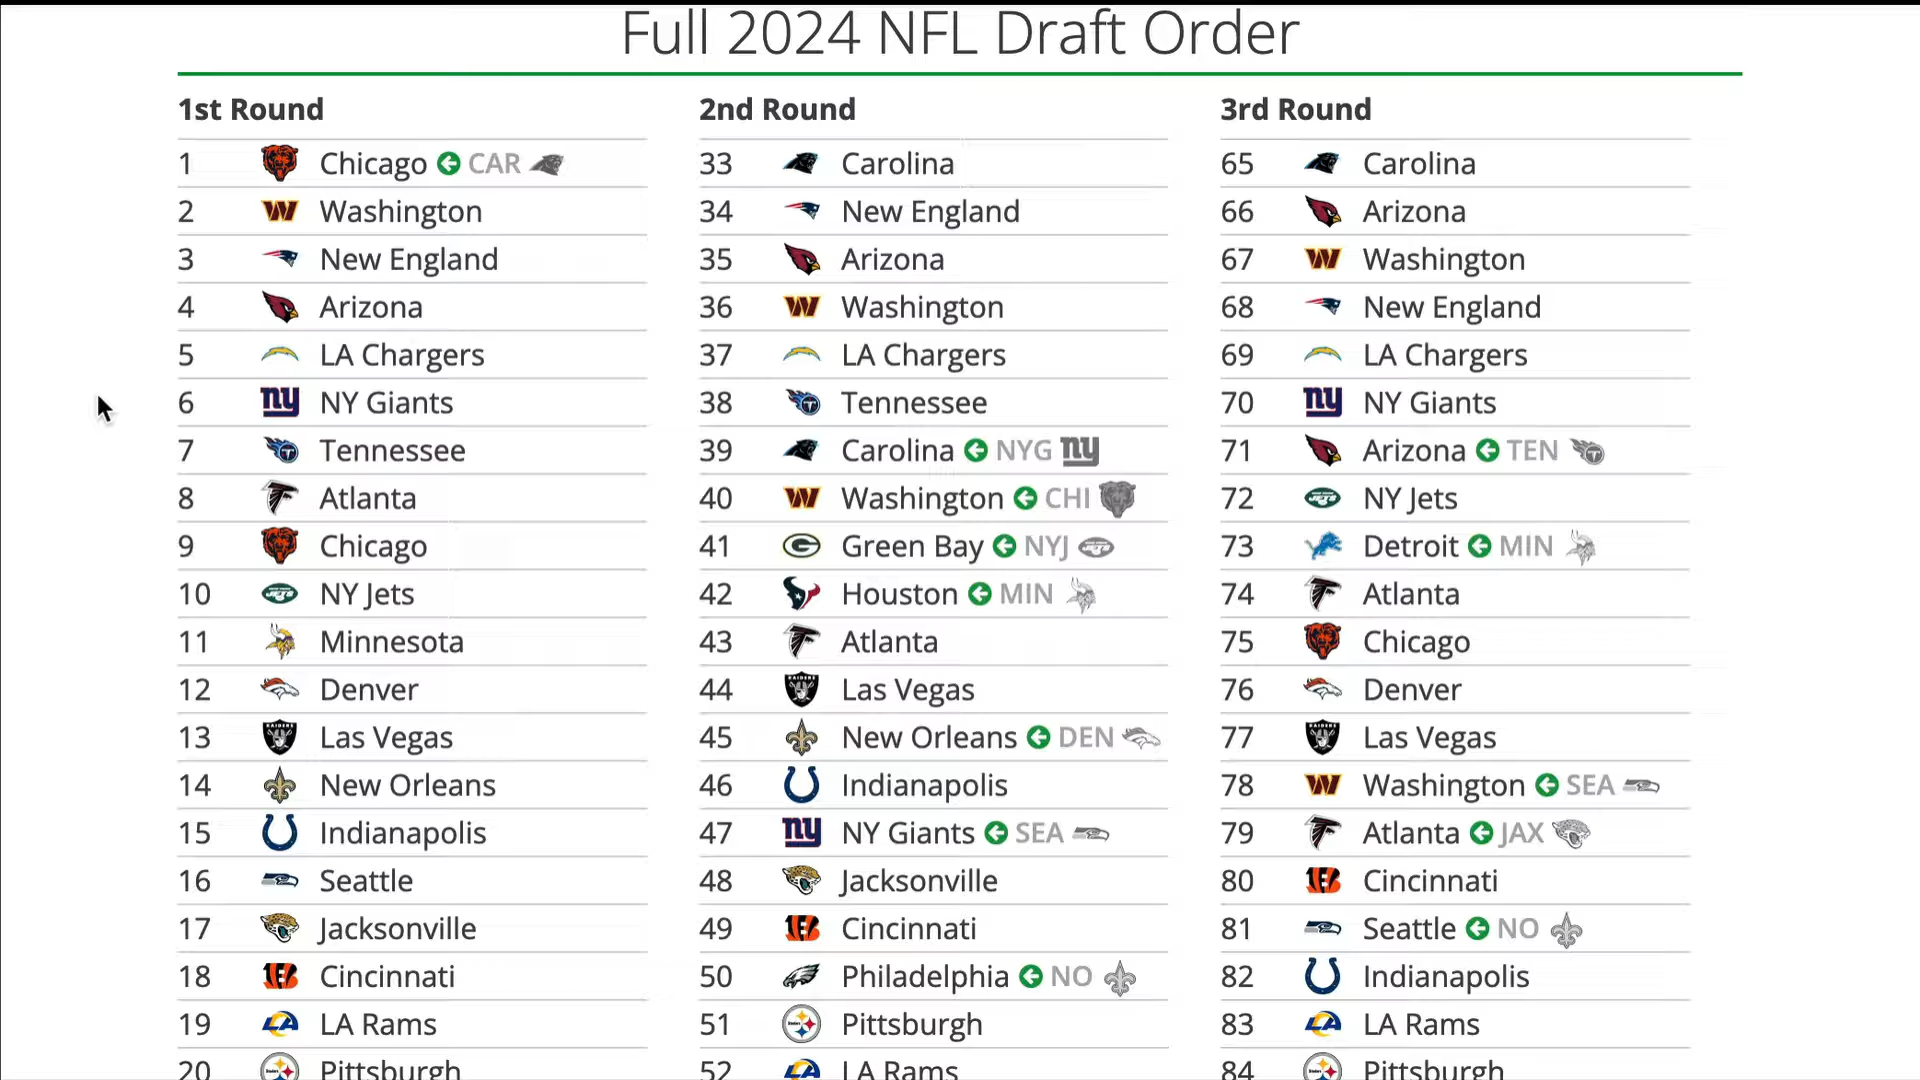 Full 2024 NFL Draft Order
1st Round
1 Chicago CAR
2 Washington
3 New England
4 Arizona
5 LA Chargers
6 NY Giants
7 Tennessee
8 Atlanta
9 Chicago
10 NY Jets
11 Minnesota
12 Denver
13 Las Vegas
14 New Orleans
15 Indianapolis
16 Seattle
17 Jacksonville
18 Cincinnati
19 LA Rams
20 Pittsburgh
2nd Round
33 Carolina
34 New England
35 Arizona
36 Washington
37 LA Chargers
38 Tennessee
39 Carolina NYG ny
40 Washington CHI
41 Green Bay NYJ
42 Houston MIN
43 Atlanta
44 Las Vegas
45 New Orleans DEN
46 Indianapolis
47 NY Giants SEA
48 Jacksonville
49 Cincinnati
50 Philadelphia NO
51 Pittsburgh
52 LA Rams
3rd Round
65 Carolina
66 Arizona
67 Washington
68 New England
69 LA Chargers
70 NY Giants
71 Arizona TEN
72 NY Jets
73 Detroit MIN
74 Atlanta
75 Chicago
76 Denver
77 Las Vegas
78 Washington SEA
79 Atlanta JAX
80 Cincinnati
81 Seattle NO
82 Indianapolis
83 LA Rams
84 Pittsburgh